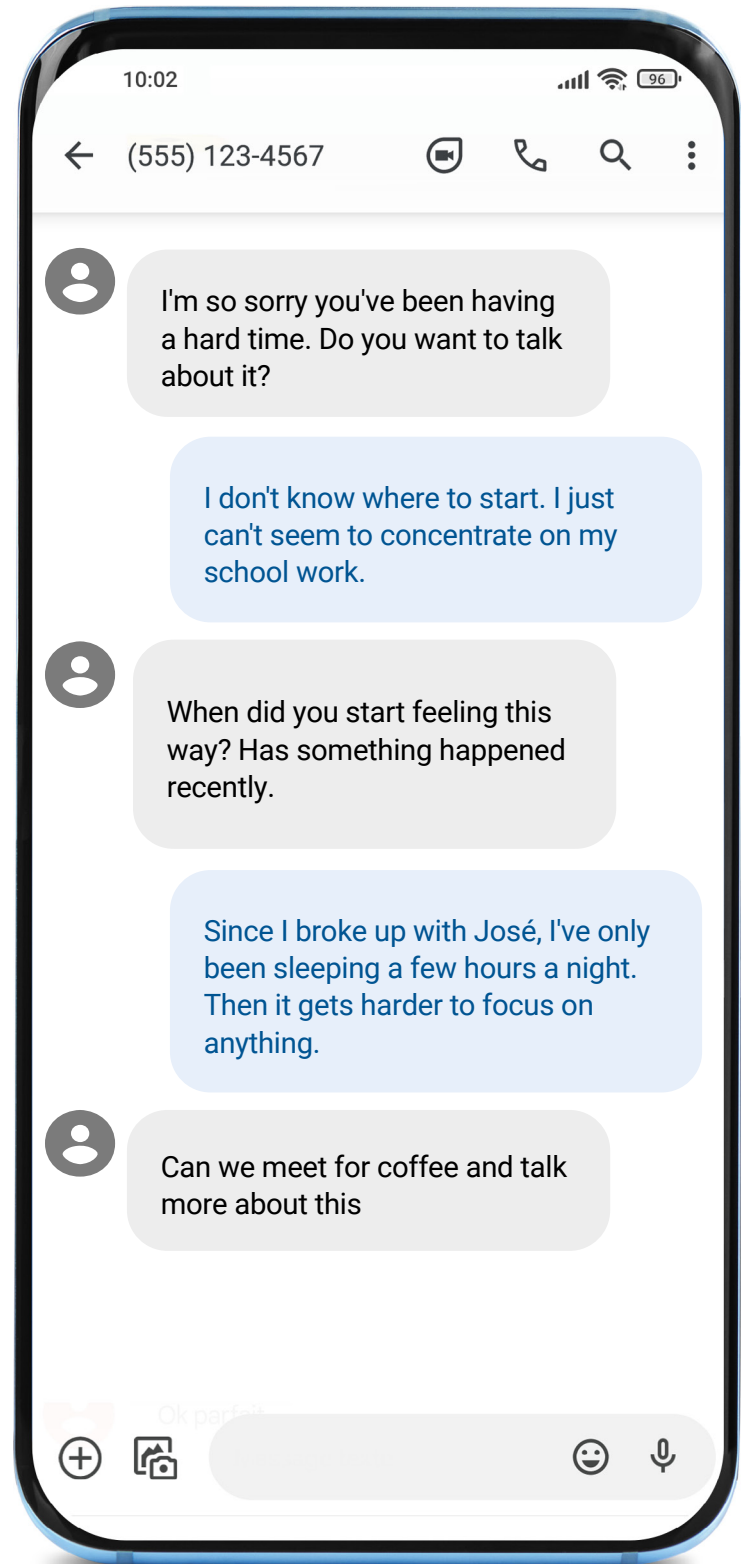 10:02
96
(555) 123-4567
I'm so sorry you've been having
a hard time. Do you want to talk
about it?
I don't know where to start. I just
can't seem to concentrate on my
school work.
When did you start feeling this
way? Has something happened
recently.
Since I broke up with José, I've only
been sleeping a few hours a night.
Then it gets harder to focus on
anything.
Can we meet for coffee and talk
more about this
Ok parfait